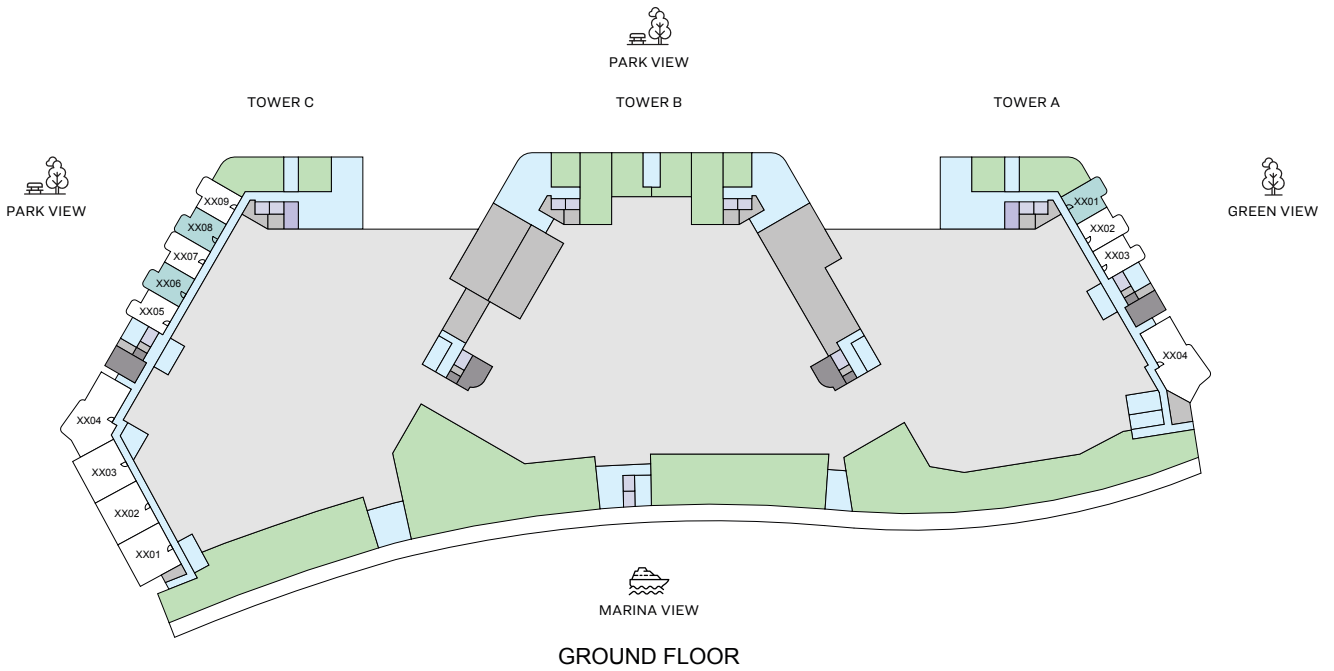 PARK VIEW
TOWER C
TOWER B
TOWER A
PARK VIEW
GREEN VIEW
XX09
XX08
XX07
XX06
XX05
XX04
XX03
XX02
XX01
XX01
XX02
XX03
XX04
MARINA VIEW
GROUND FLOOR